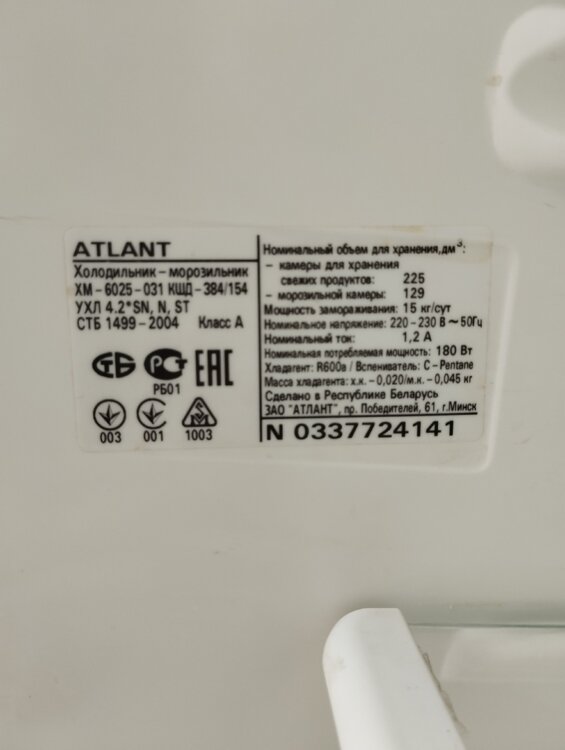 ATLANT
Холодильник – морозильник
ХМ – 6025 – 031 КШД – 384/154
УХЛ 4.2*SN, N, ST
СТБ 1499 – 2004 Класс А
РБ01
003 001 1003
Номинальный объем для хранения,дм³:
– камеры для хранения
свежих продуктов: 225
– морозильной камеры: 129
Мощность замораживания: 15 кг/сут
Номинальное напряжение: 220 – 230 В ~ 50Гц
Номинальный ток: 1,2 А
Номинальная потребляемая мощность: 180 Вт
Хладагент: R600a/ Вспениватель: C – Pentane
Масса хладагента: х.к. – 0,020/м.к. – 0,045 кг
Сделано в Республике Беларусь
ЗАО "АТЛАНТ", пр. Победителей, 61, г.Минск
N 0337724141